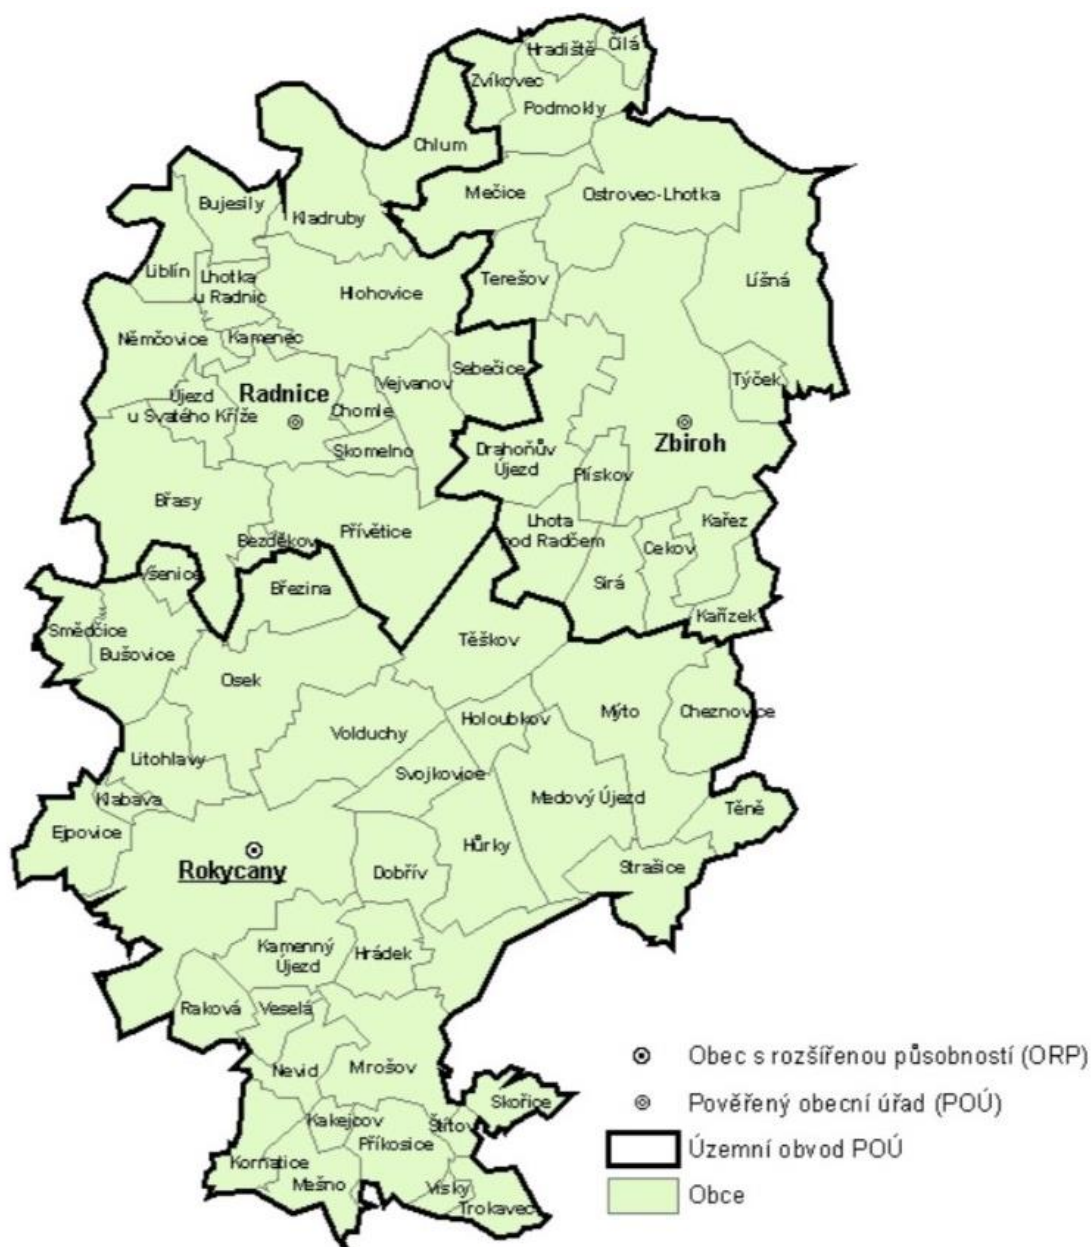 Hradiště
Čilá
Zvíkovec
Podmokly
Chlum
Mečice
Ostrovec-Lhotka
Bujesily
Kladruby
Liblín
Lhotka
u Radnic
Hlohovice
Terešov
Líšná
Němčovice
Kamenec
Sebečice
Vejvanov
Týček
Újezd
u Svatého Kříže
Radnice
Chomle
Skomelno
Zbiroh
Drahoňův
Újezd
Plískov
Břasy
Bezděkov
Přívětice
Lhota
pod Radčem
Kařez
Cekov
Sirá
Kařízek
Všenice
Březina
Smědčice
Bušovice
Těškov
Osek
Volduchy
Holoubkov
Mýto
Cheznovice
Litohlavy
Svojkovice
Klabava
Medový Újezd
Těně
Ejpovice
Hůrky
Rokycany
Dobřív
Strašice
Kamenný
Újezd
Hrádek
Raková
Veselá
Nevid
Mrošov
Skořice
Kakejcov
Štítov
Příkosice
Kornatice
Mešno
Visky
Trokavec
Obec s rozšířenou působností (ORP)
Pověřený obecní úřad (POÚ)
Územní obvod POÚ
Obce